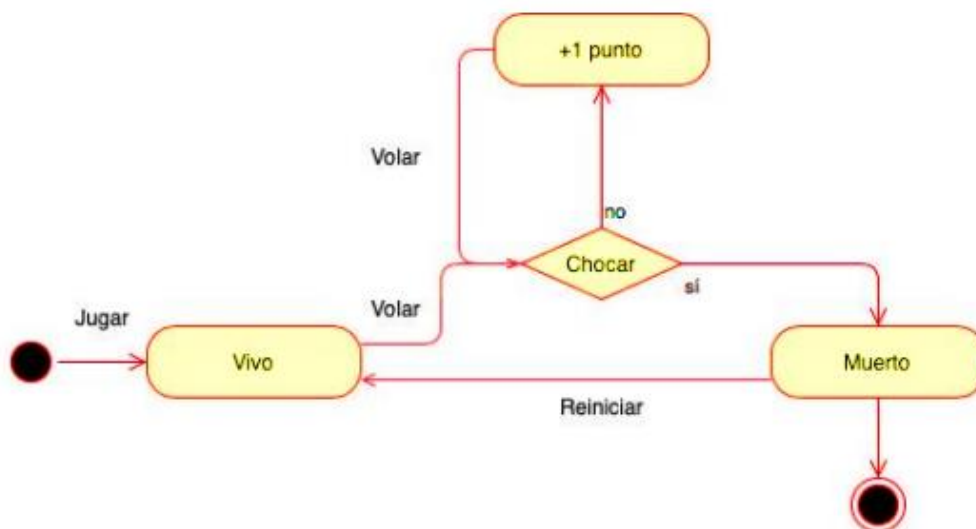 +1 punto
Volar
no
Chocar
sí
Volar
Jugar
Vivo
Muerto
Reiniciar